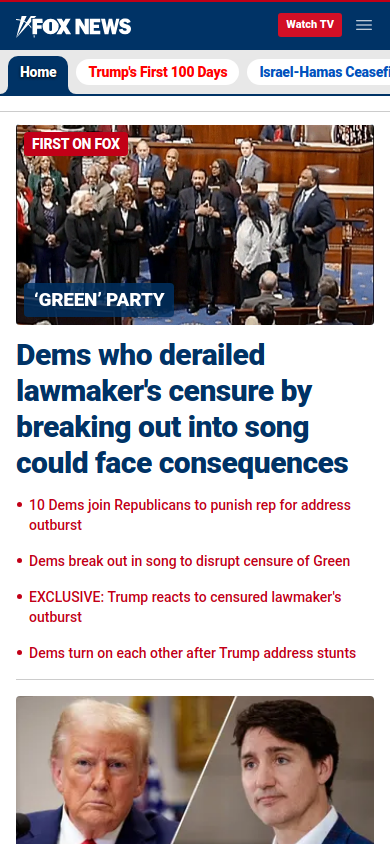 FOX NEWS
Watch TV
Home
Trump's First 100 Days
FIRST ON FOX
'GREEN' PARTY
Dems who derailed
lawmaker's censure by
breaking out into song
could face consequences
10 Dems join Republicans to punish rep for address
outburst
Dems break out in song to disrupt censure of Green
EXCLUSIVE: Trump reacts to censured lawmaker's
outburst
Dems turn on each other after Trump address stunts